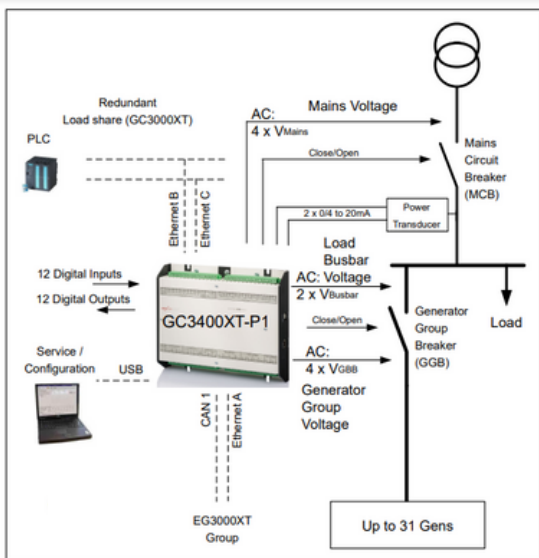 Redundant
Load share (GC3000XT)
PLC
Ethernet B
Ethernet C
AC:
4 x VMains
Mains Voltage
Close/Open
Mains
Circuit
Breaker
(MCB)
2 x 0/4 to 20mA
Power
Transducer
Load
Busbar
12 Digital Inputs
12 Digital Outputs
GC3400XT-P1
AC: Voltage
2 x VBusbar
Close/Open
Generator
Group
Breaker
(GGB)
Load
AC:
4 x VGBB
Generator
Group
Voltage
Service /
Configuration
USB
CAN 1
Ethernet A
EG3000XT
Group
Up to 31 Gens